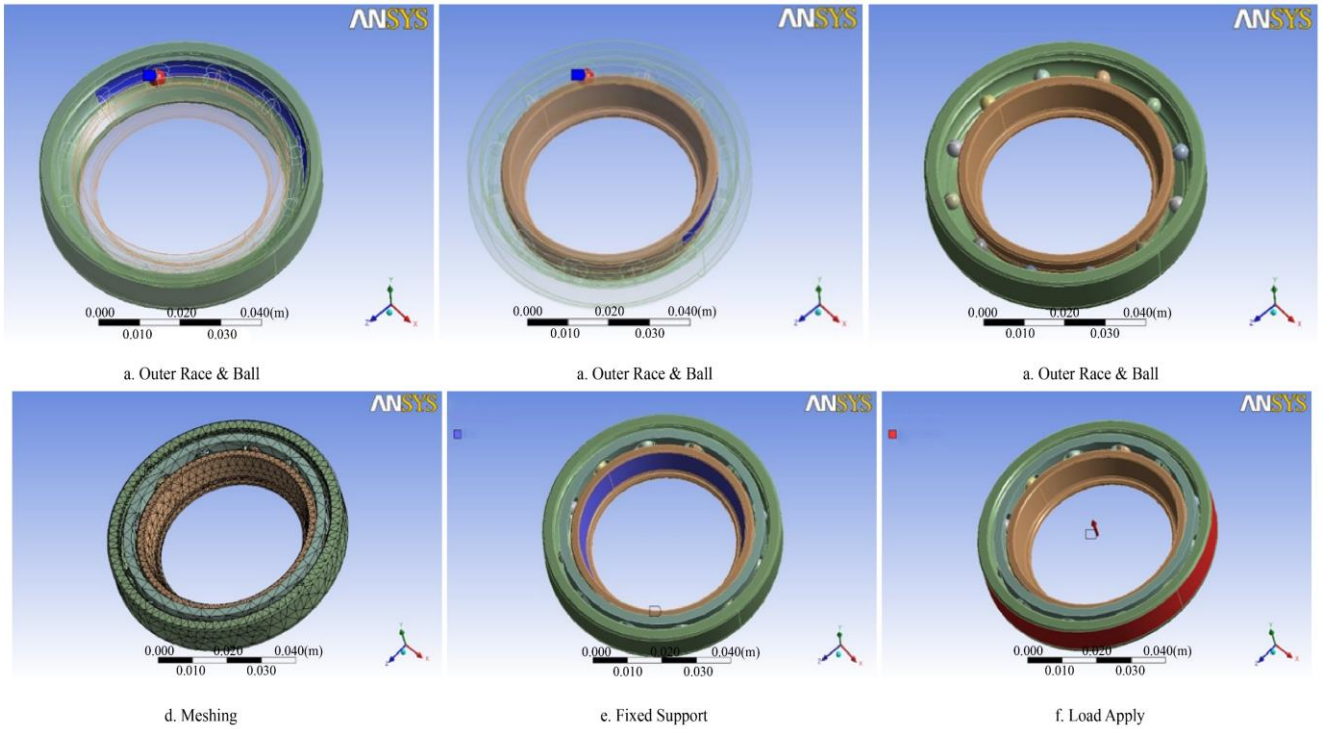 ANSYS
ANSYS
ANSYS
0.000 0.020 0.040(m)
0.010 0.030
Y
Z
X
0.000 0.020 0.040(m)
0.010 0.030
Y
Z
X
0.000 0.020 0.040(m)
0.010 0.030
Y
Z
X
a. Outer Race & Ball
a. Outer Race & Ball
a. Outer Race & Ball
ANSYS
ANSYS
ANSYS
0.000 0.020 0.040(m)
0.010 0.030
Y
Z
X
0.000 0.020 0.040(m)
0.010 0.030
Y
Z
X
0.000 0.020 0.040(m)
0.010 0.030
Y
Z
X
d. Meshing
e. Fixed Support
f. Load Apply